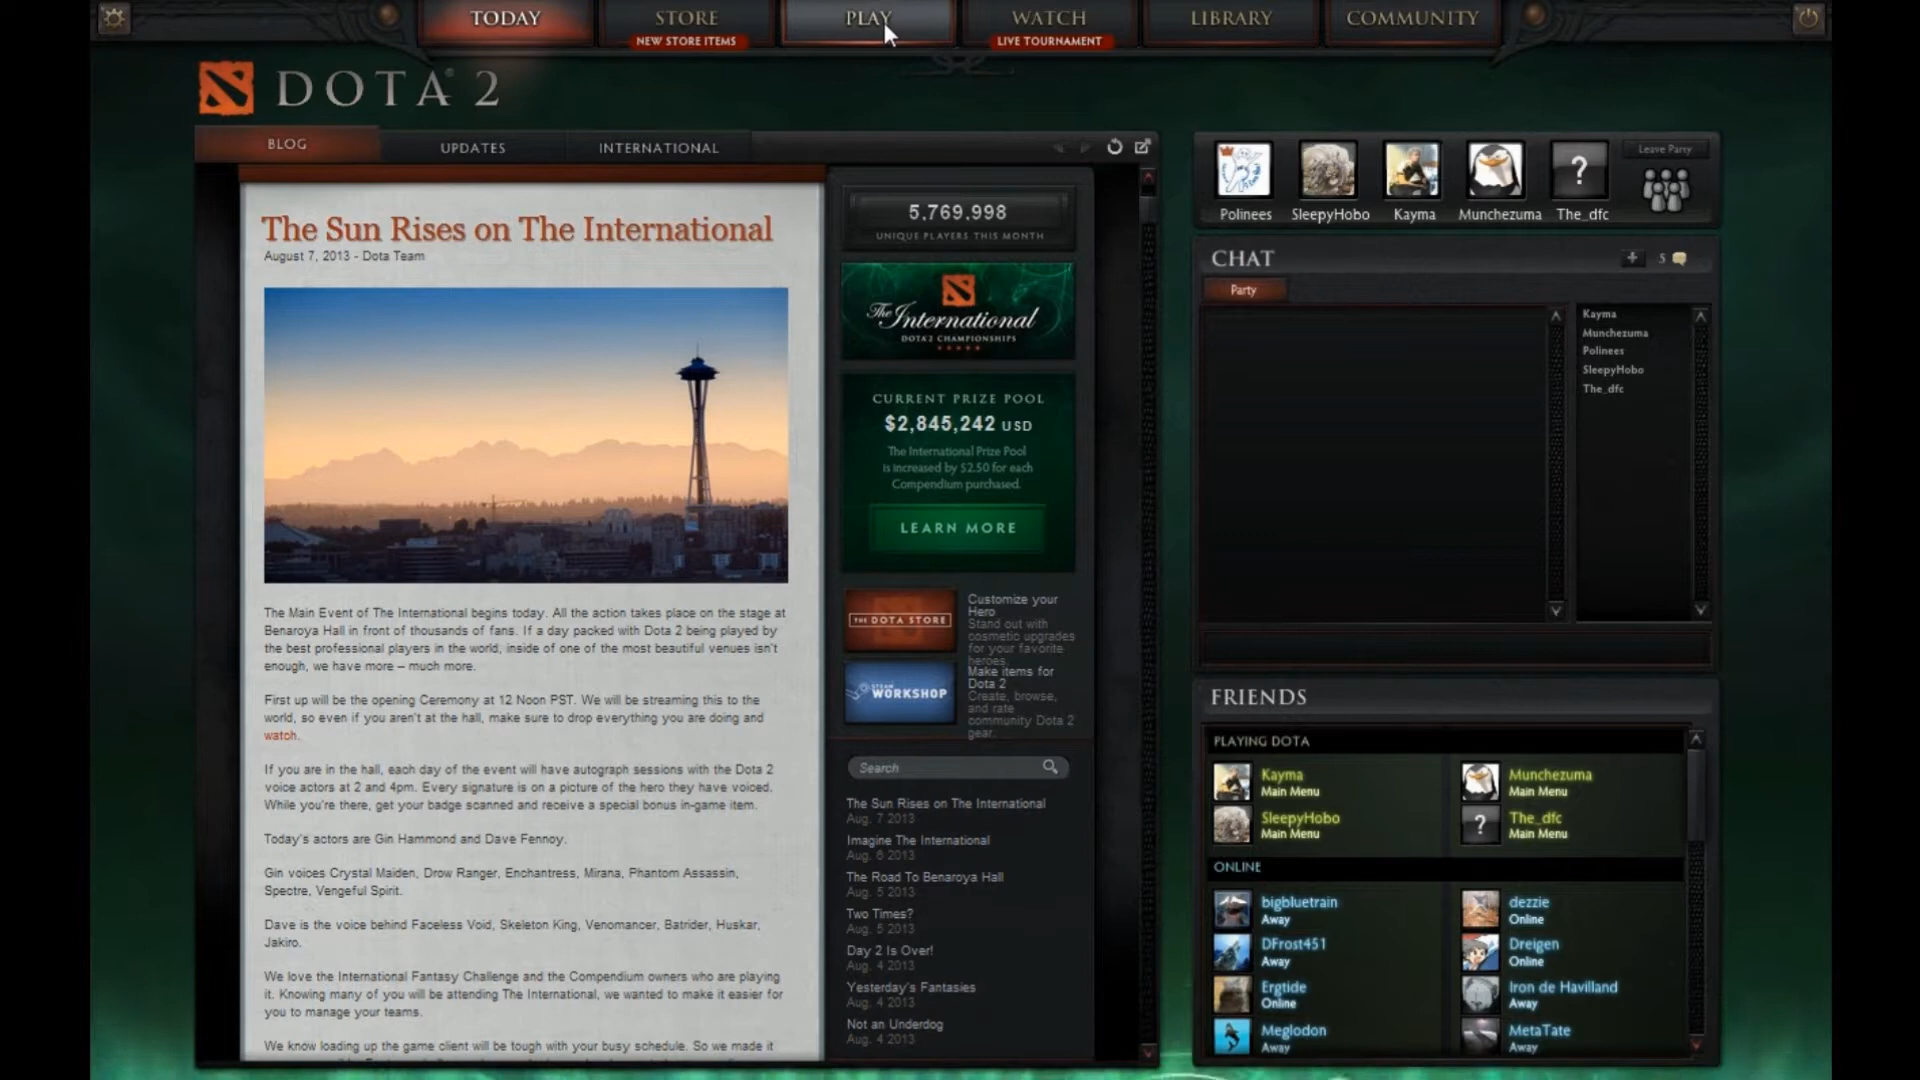 TODAY
STORE
NEW STORE ITEMS
PLAY
WATCH
LIVE TOURNAMENT
LIBRARY
COMMUNITY
DOTA 2
BLOG
UPDATES
INTERNATIONAL
The Sun Rises on The International
August 7, 2013 - Dota Team
The Main Event of The International begins today. All the action takes place on the stage at
Benaroya Hall in front of thousands of fans. If a day packed with Dota 2 being played by
the best professional players in the world, inside of one of the most beautiful venues isn't
enough, we have more – much more.
First up will be the opening Ceremony at 12 Noon PST. We will be streaming this to the
world, so even if you aren't at the hall, make sure to drop everything you are doing and
watch.
If you are in the hall, each day of the event will have autograph sessions with the Dota 2
voice actors at 2 and 4pm. Every signature is on a picture of the hero they have voiced.
While you're there, get your badge scanned and receive a special bonus in-game item.
Today's actors are Gin Hammond and Dave Fennoy.
Gin voices Crystal Maiden, Drow Ranger, Enchantress, Mirana, Phantom Assassin,
Spectre, Vengeful Spirit.
Dave is the voice behind Faceless Void, Skeleton King, Venomancer, Batrider, Huskar,
Jakiro.
We love the International Fantasy Challenge and the Compendium owners who are playing
it. Knowing many of you will be attending The International, we wanted to make it easier for
you to manage your teams.
We know loading up the game client will be tough with your busy schedule. So we made it
5.769.998
UNIQUE PLAYERS THIS MONTH
The International
DOTA 2 CHAMPIONSHIPS
CURRENT PRIZE POOL
$2,845,242 USD
The International Prize Pool
is increased by $2.50 for each
Compendium purchased.
LEARN MORE
THE DOTA STORE
Customize your
Hero
Stand out with
cosmetic upgrades
for your favorite
heroes.
STEAM
WORKSHOP
Make items for
Dota 2
Create, browse,
and rate
community Dota 2
gear.
Search
The Sun Rises on The International
Aug. 7 2013
Imagine The International
Aug. 6 2013
The Road To Benaroya Hall
Aug. 5 2013
Two Times?
Aug. 5 2013
Day 2 Is Over!
Aug. 4 2013
Yesterday's Fantasies
Aug. 4 2013
Not an Underdog
Aug. 4 2013
Polinees
SleepyHobo
Kayma
Munchezuma
?
The_dfc
Leave Party
CHAT
+
5
Party
Kayma
Munchezuma
Polinees
SleepyHobo
The_dfc
FRIENDS
PLAYING DOTA
Kayma
Main Menu
Munchezuma
Main Menu
SleepyHobo
Main Menu
?
The_dfc
Main Menu
ONLINE
bigbluetrain
Away
dezzie
Online
DFrost451
Away
Dreigen
Online
Ergtide
Online
Iron de Havilland
Away
Meglodon
Away
MetaTate
Away